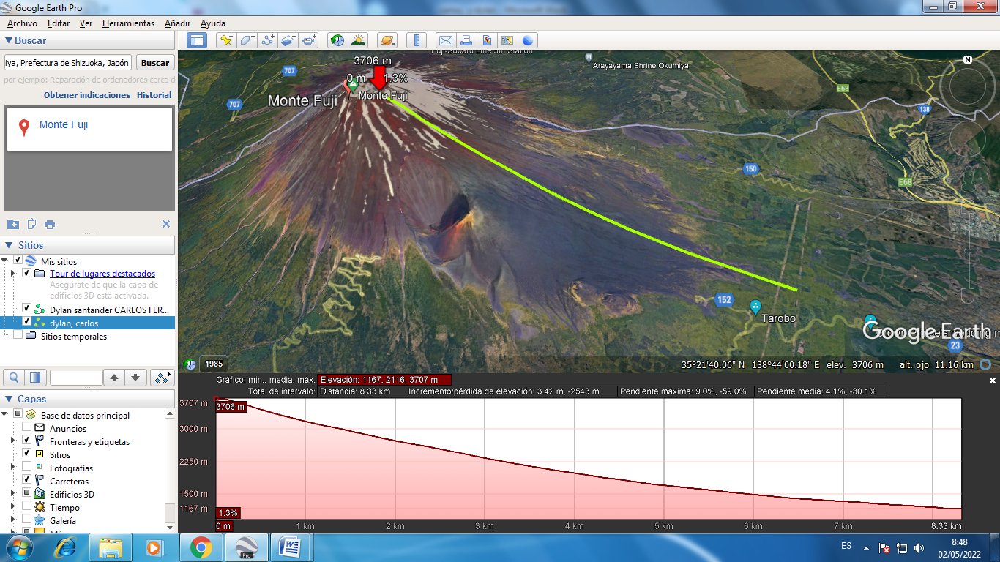 Google Earth Pro
Archivo Editar Ver Herramientas Añadir Ayuda
Buscar
iya, Prefectura de Shizuoka, Japón Buscar
por ejemplo: Reparación de ordenadores cerca d
Obtener indicaciones Historial
Monte Fuji
Sitios
Mis sitios
Tour de lugares destacados
Asegúrate de que la capa de
edificios 3D está activada.
Dylan santander CARLOS FER...
dylan, carlos
Sitios temporales
Capas
Base de datos principal
Anuncios
Fronteras y etiquetas
Sitios
Fotografías
Carreteras
Edificios 3D
Tiempo
Galería
Fuji-Subaru Line 5th Station
3706 m
Arayayama Shrine Okumiya
N
707
0 m 1.3%
E68
Monte Fuji
Monte Fuji
707
138
150
E68
152
Tarobo
Google Earth
23
1985
35°21'40.06" N 138°44'00.18" E elev. 3706 m alt. ojo 11.16 km
Gráfico: min., media, máx. Elevación: 1167, 2116, 3707 m
Total de intervalo: Distancia: 8.33 km Incremento/pérdida de elevación: 3.42 m, -2543 m Pendiente máxima: 9.0%, -59.0% Pendiente media: 4.1%, -30.1%
3707 m
3706 m
3000 m
2250 m
1500 m
1167 m
1.3%
0 m 1 km 2 km 3 km 4 km 5 km 6 km 7 km 8.33 km
Pro
ES
8:48
02/05/2022